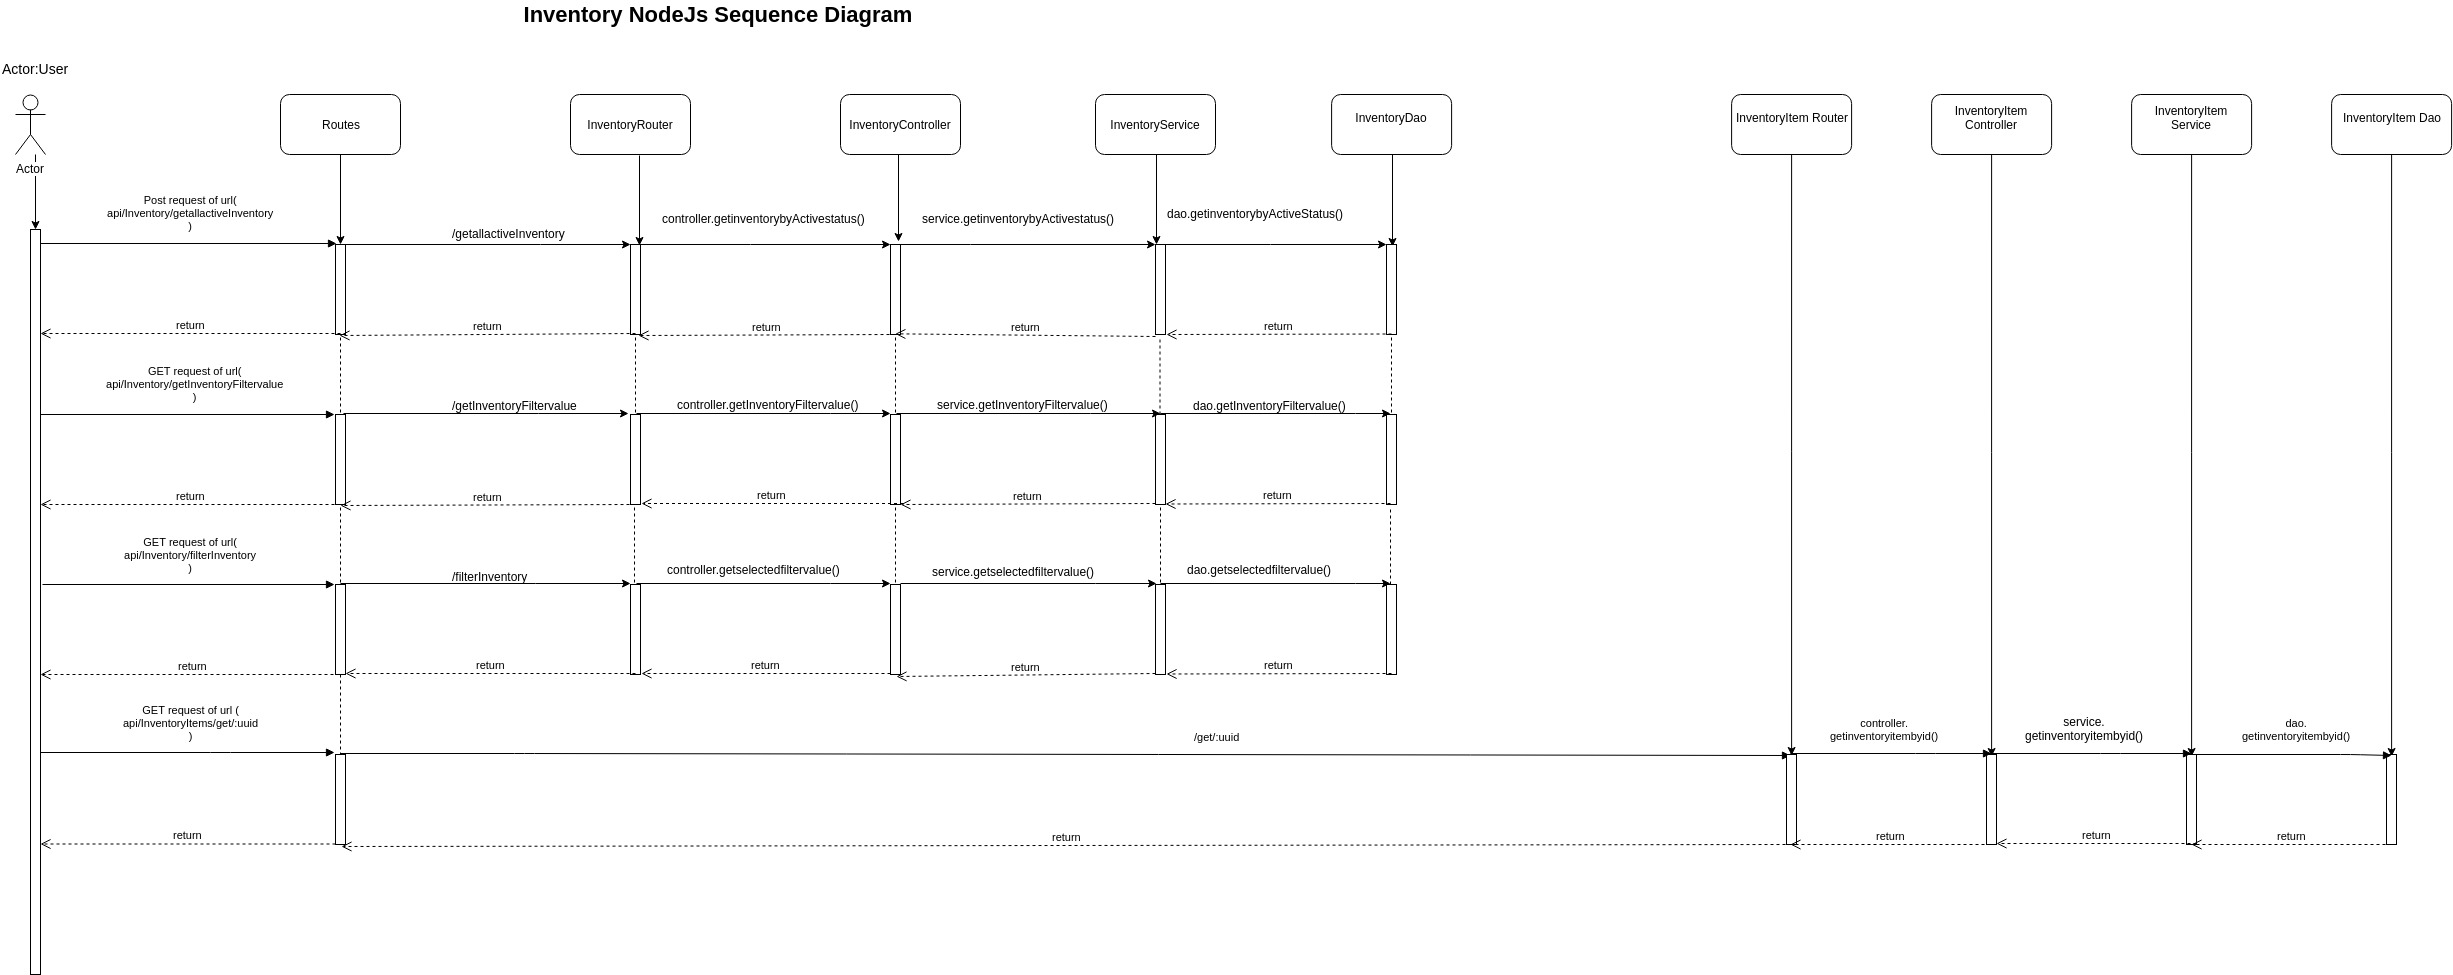 Inventory NodeJs Sequence Diagram
Actor:User
Actor
Routes
InventoryRouter
InventoryController
InventoryService
InventoryDao
InventoryItem Router
InventoryItem
Controller
InventoryItem
Service
InventoryItem Dao
Post request of url(
api/Inventory/getallactiveInventory
)
/getallactiveInventory
controller.getinventorybyActivestatus()
service.getinventorybyActivestatus()
dao.getinventorybyActiveStatus()
return
return
return
return
return
GET request of url(
api/Inventory/getInventoryFiltervalue
)
/getInventoryFiltervalue
controller.getInventoryFiltervalue()
service.getInventoryFiltervalue()
dao.getInventoryFiltervalue()
return
return
return
return
return
GET request of url(
api/Inventory/filterInventory
)
/filterInventory
controller.getselectedfiltervalue()
service.getselectedfiltervalue()
dao.getselectedfiltervalue()
return
return
return
return
return
GET request of url (
api/InventoryItems/get/:uuid
)
/get/:uuid
controller.
getinventoryitembyid()
service.
getinventoryitembyid()
dao.
getinventoryitembyid()
return
return
return
return
return